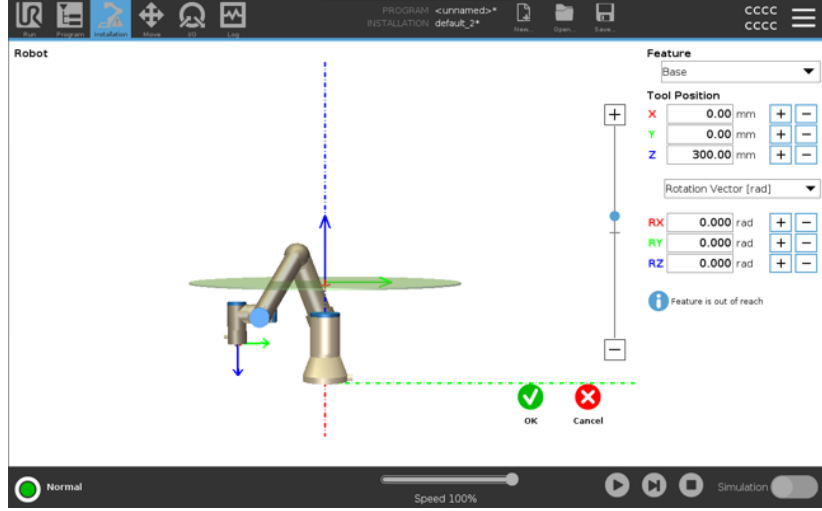 UR
PROGRAM <unnamed>*
INSTALLATION default_2*
CCCC
CCCC
Run Program Installation Move I/O Log New... Open... Save...
Robot
Feature
Base
Tool Position
X 0.00 mm + −
Y 0.00 mm + −
Z 300.00 mm + −
Rotation Vector [rad]
RX 0.000 rad + −
RY 0.000 rad + −
RZ 0.000 rad + −
Feature is out of reach
OK Cancel
Normal
Speed 100%
Simulation